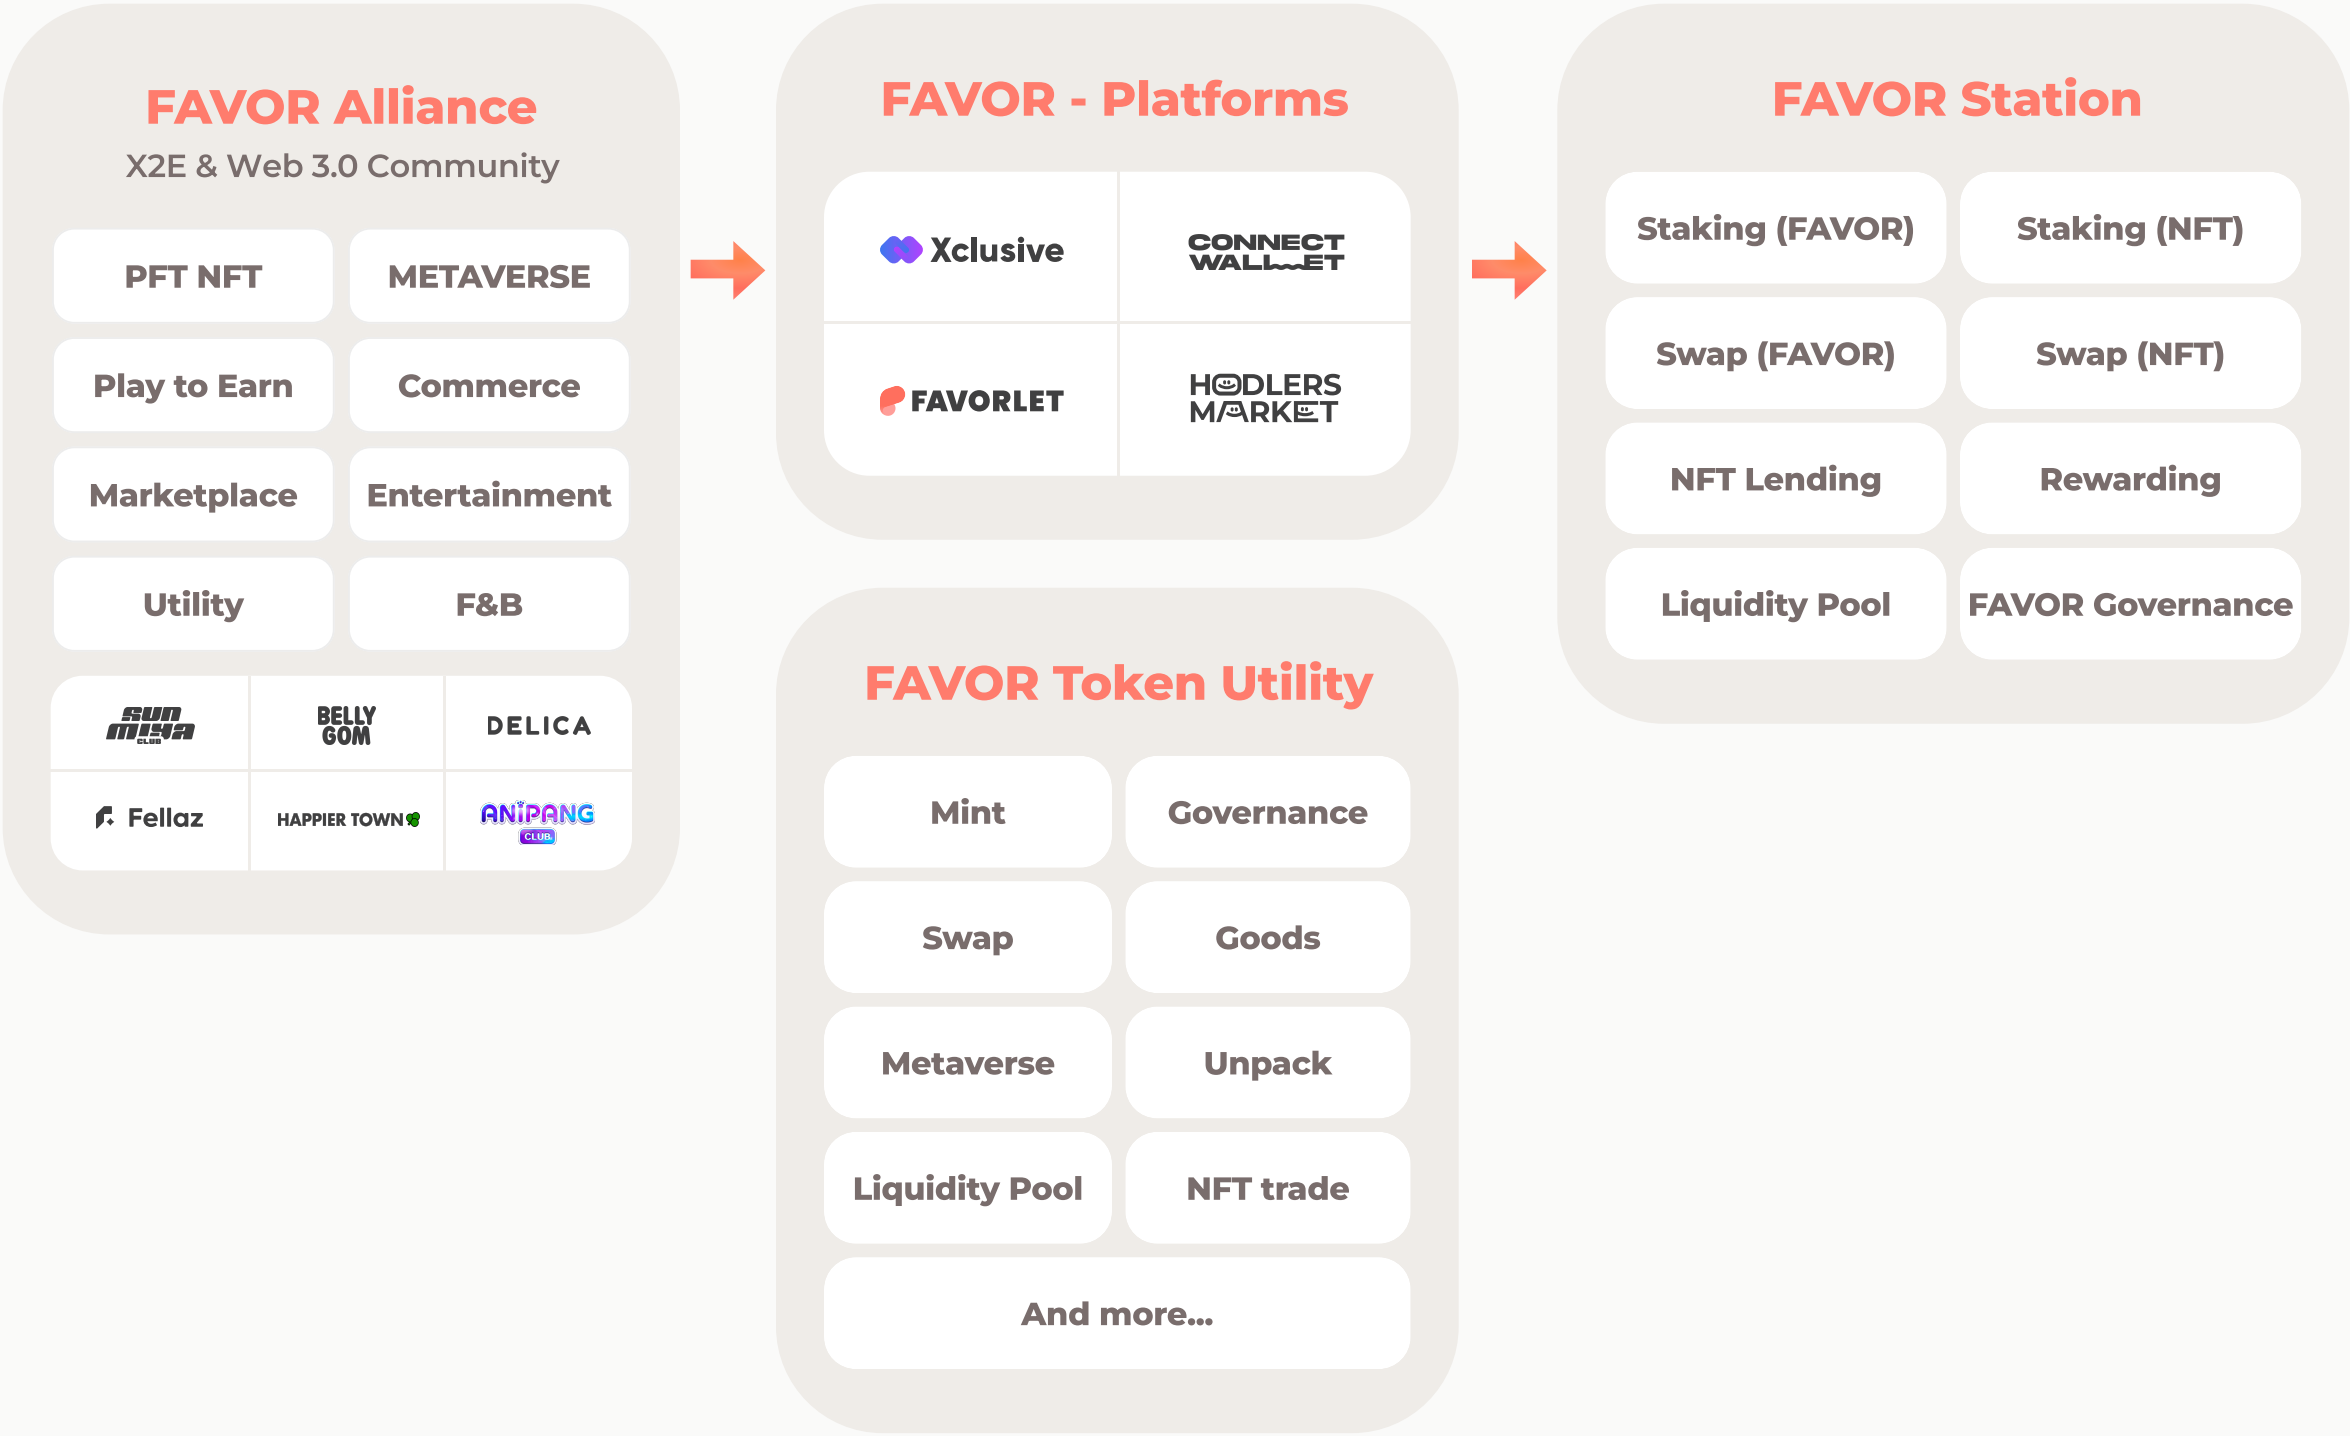 FAVOR Alliance
X2E & Web 3.0 Community
PFT NFT
METAVERSE
Play to Earn
Commerce
Marketplace
Entertainment
Utility
F&B
SUN
MIYA
CLUB
BELLY
GOM
DELICA
Fellaz
HAPPIER TOWN
ANIPANG
CLUB
FAVOR - Platforms
Xclusive
CONNECT
WALLET
FAVORLET
HODLERS
MARKET
FAVOR Token Utility
Mint
Governance
Swap
Goods
Metaverse
Unpack
Liquidity Pool
NFT trade
And more...
FAVOR Station
Staking (FAVOR)
Staking (NFT)
Swap (FAVOR)
Swap (NFT)
NFT Lending
Rewarding
Liquidity Pool
FAVOR Governance